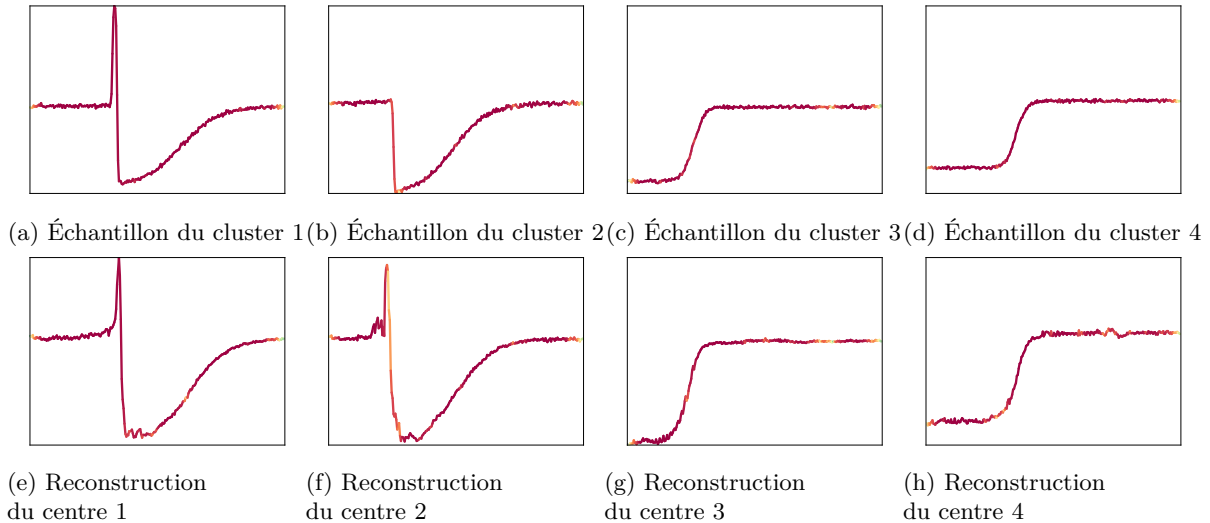 (a) Échantillon du cluster 1(b) Échantillon du cluster 2(c) Échantillon du cluster 3(d) Échantillon du cluster 4
(e) Reconstruction
du centre 1
(f) Reconstruction
du centre 2
(g) Reconstruction
du centre 3
(h) Reconstruction
du centre 4